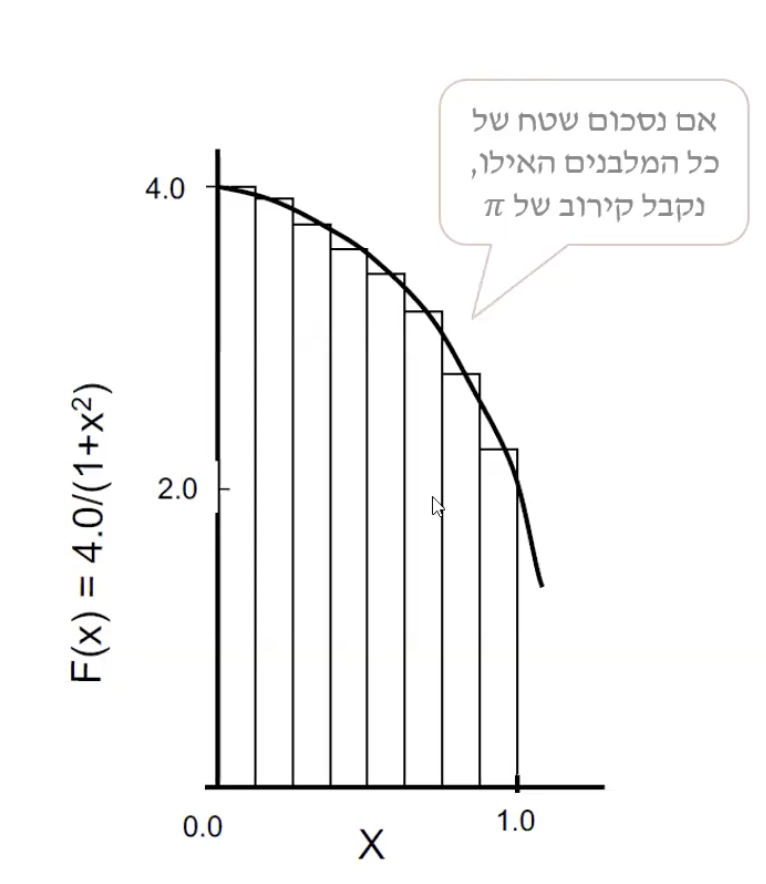 אם נסכום שטח של
כל המלבנים האילו,
נקבל קירוב של π
4.0
2.0
F(x) = 4.0/(1+x²)
0.0
1.0
X